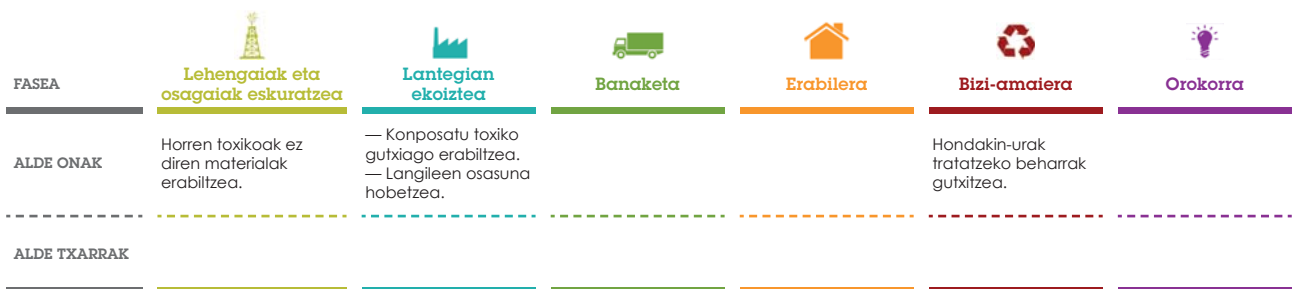 FASEA
Lehengaiak eta
osagaiak eskuratzea
Lantegian
ekoiztea
Banaketa
Erabilera
Bizi-amaiera
Orokorra
ALDE ONAK
Horren toxikoak ez
diren materialak
erabiltzea.
— Konposatu toxiko
gutxiago erabiltzea.
— Langileen osasuna
hobetzea.
Hondakin-urak
tratatzeko beharrak
gutxitzea.
ALDE TXARRAK